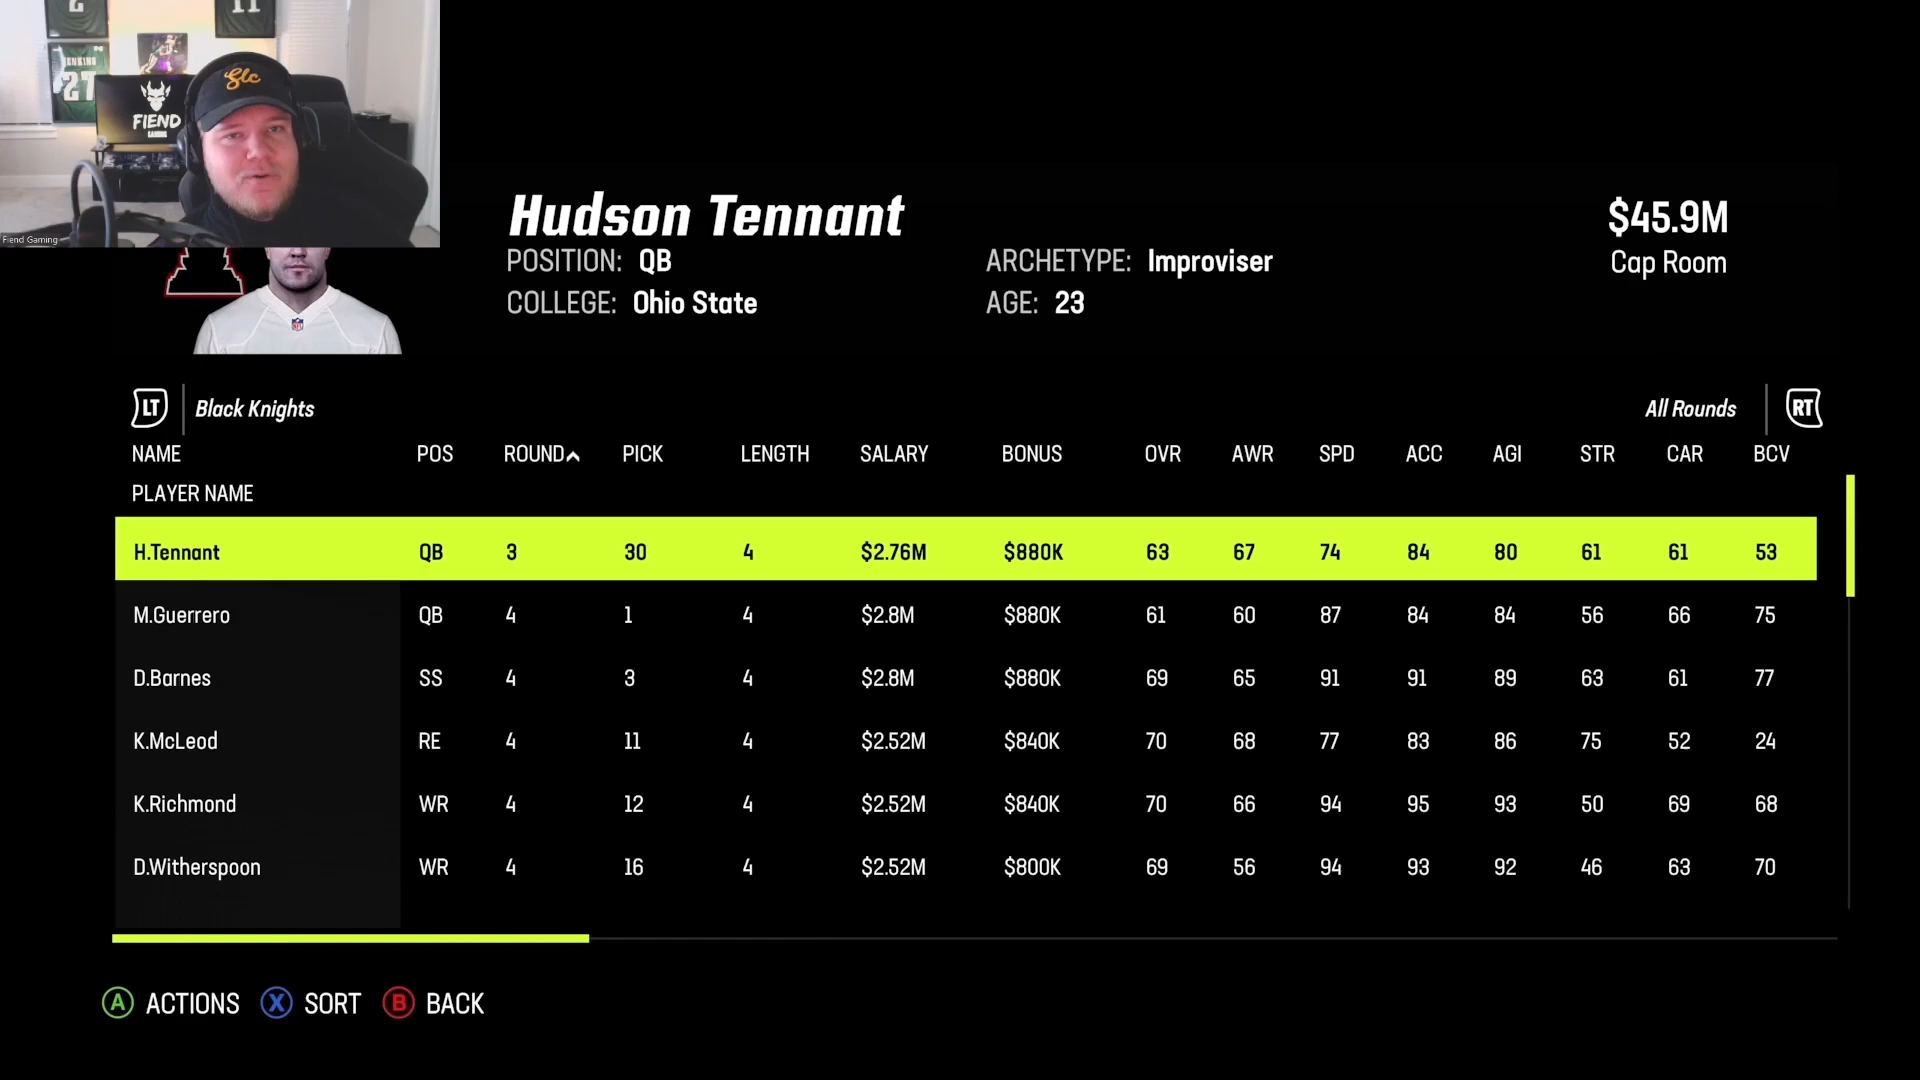 2
11
JENKINS
27
Slc
FIEND
GAMING
Fiend Gaming
Hudson Tennant
POSITION: QB
ARCHETYPE: Improviser
COLLEGE: Ohio State
AGE: 23
$45.9M
Cap Room
LT Black Knights
All Rounds RT
NAME POS ROUND PICK LENGTH SALARY BONUS OVR AWR SPD ACC AGI STR CAR BCV
PLAYER NAME
H.Tennant QB 3 30 4 $2.76M $880K 63 67 74 84 80 61 61 53
M.Guerrero QB 4 1 4 $2.8M $880K 61 60 87 84 84 56 66 75
D.Barnes SS 4 3 4 $2.8M $880K 69 65 91 91 89 63 61 77
K.McLeod RE 4 11 4 $2.52M $840K 70 68 77 83 86 75 52 24
K.Richmond WR 4 12 4 $2.52M $840K 70 66 94 95 93 50 69 68
D.Witherspoon WR 4 16 4 $2.52M $800K 69 56 94 93 92 46 63 70
A ACTIONS X SORT B BACK